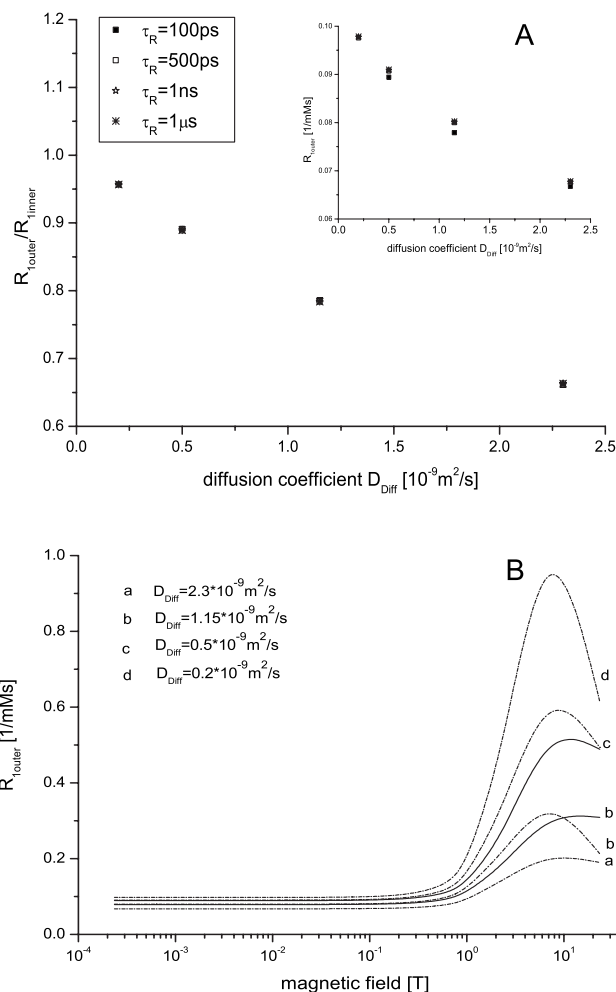 1.2
1.1
1.0
0.9
0.8
0.7
0.6
R1outer/R1inner
τR=100ps
τR=500ps
τR=1ns
τR=1μs
0.0 0.5 1.0 1.5 2.0 2.5
diffusion coefficient DDiff [10-9m2/s]
A
0.10
0.09
0.08
0.07
0.06
R1outer [1/mMs]
0.0 0.5 1.0 1.5 2.0 2.5
diffusion coefficient DDiff [10-9m2/s]
B
1.0
0.8
0.6
0.4
0.2
0.0
R1outer [1/mMs]
a DDiff=2.3*10-9m2/s
b DDiff=1.15*10-9m2/s
c DDiff=0.5*10-9m2/s
d DDiff=0.2*10-9m2/s
d
c
b
b
a
10-4 10-3 10-2 10-1 100 101
magnetic field [T]